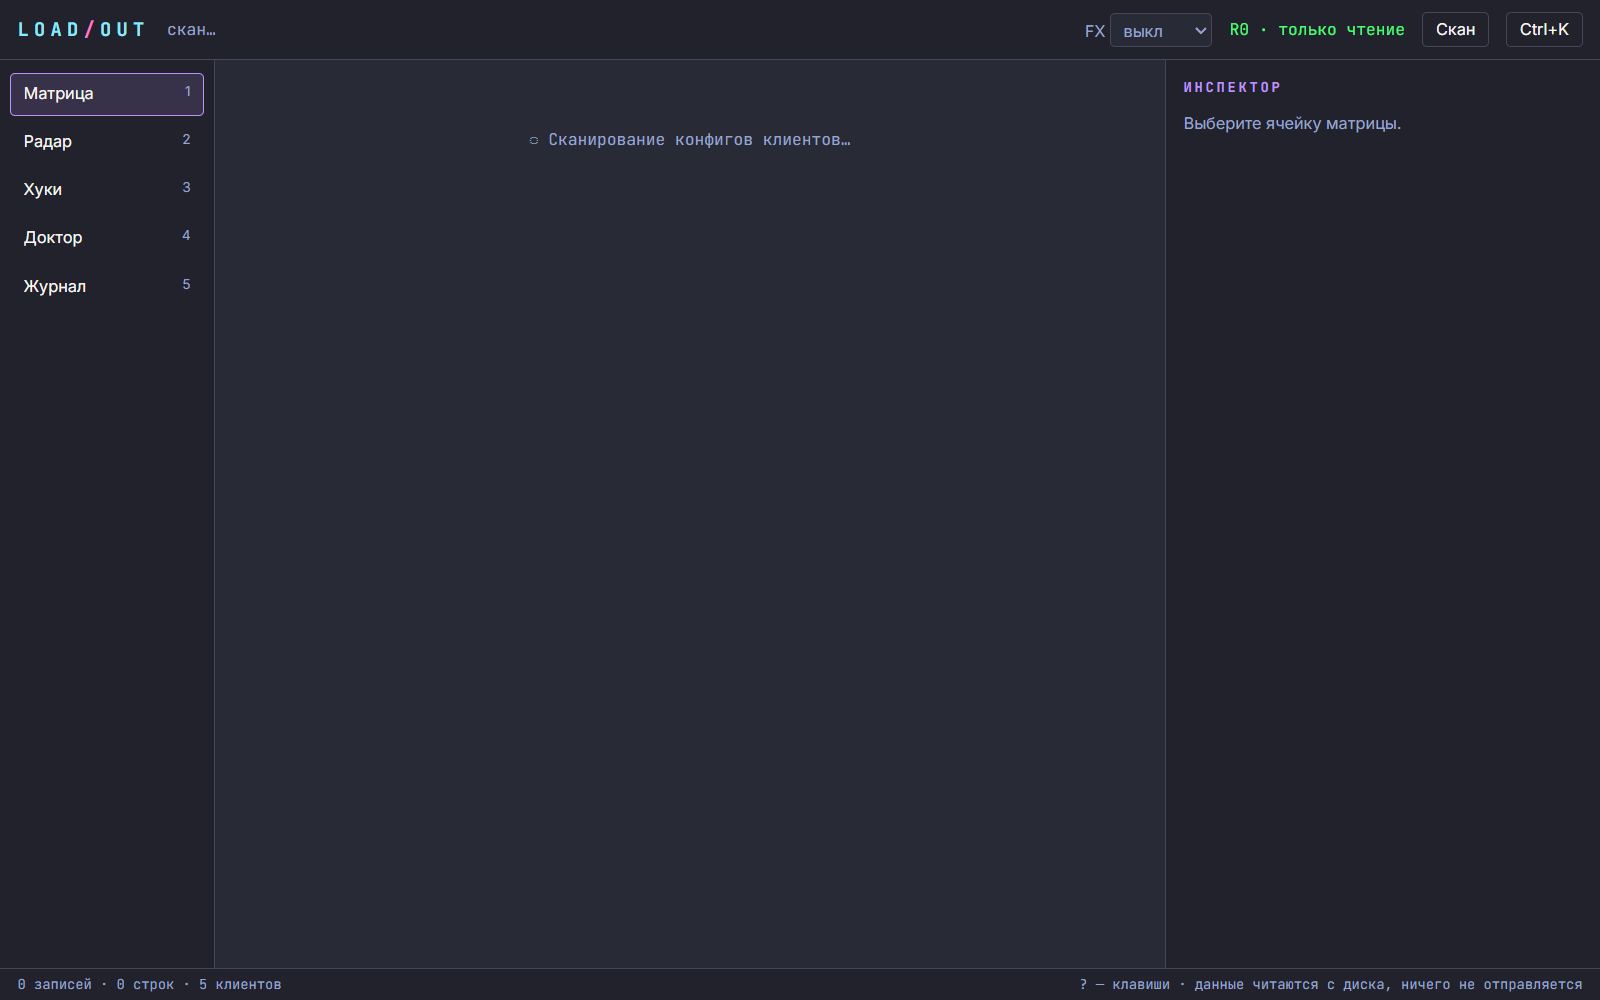 LOAD/OUT скан…
FX выкл R0 · только чтение Скан Ctrl+K
Матрица 1
Радар 2
Хуки 3
Доктор 4
Журнал 5
Сканирование конфигов клиентов…
ИНСПЕКТОР
Выберите ячейку матрицы.
0 записей · 0 строк · 5 клиентов
? — клавиши · данные читаются с диска, ничего не отправляется